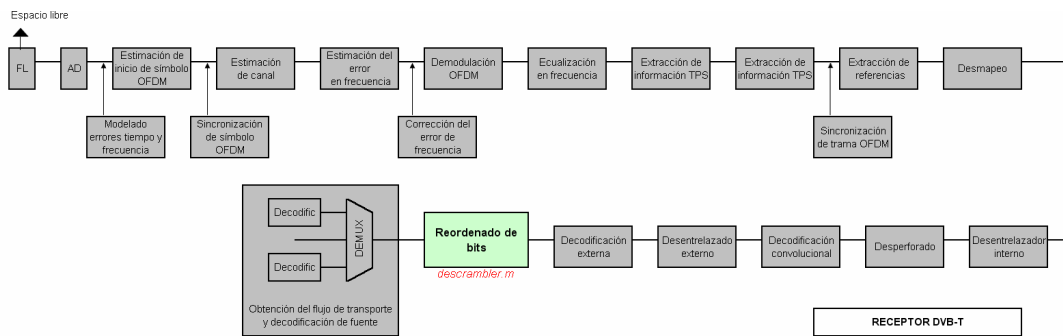 Espacio libre
FL
AD
Estimación de
inicio de símbolo
OFDM
Estimación
de canal
Estimación del
error
en frecuencia
Demodulación
OFDM
Ecualización
en frecuencia
Extracción de
información TPS
Extracción de
información TPS
Extracción de
referencias
Desmapeo
Modelado
errores tiempo y
frecuencia
Sincronización
de símbolo
OFDM
Corrección del
error de
frecuencia
Sincronización
de trama OFDM
Decodific
Decodific
DEMUX
Obtención del flujo de transporte
y decodificación de fuente
Reordenado de
bits
descrambler.m
Decodificación
externa
Desentrelazado
externo
Decodificación
convolucional
Desperforado
Desentrelazador
interno
RECEPTOR DVB-T